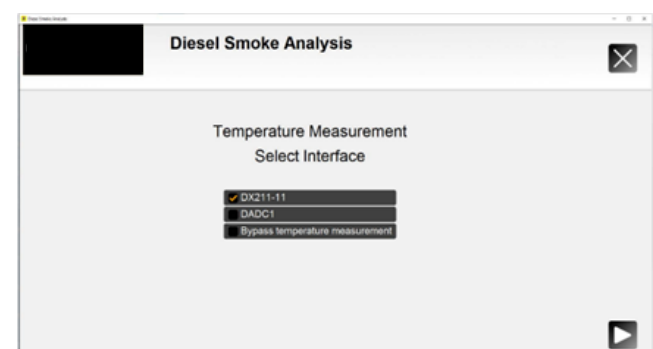 Diesel Smoke Analysis
Temperature Measurement
Select Interface
DX211-11
DADC1
Bypass temperature measurement